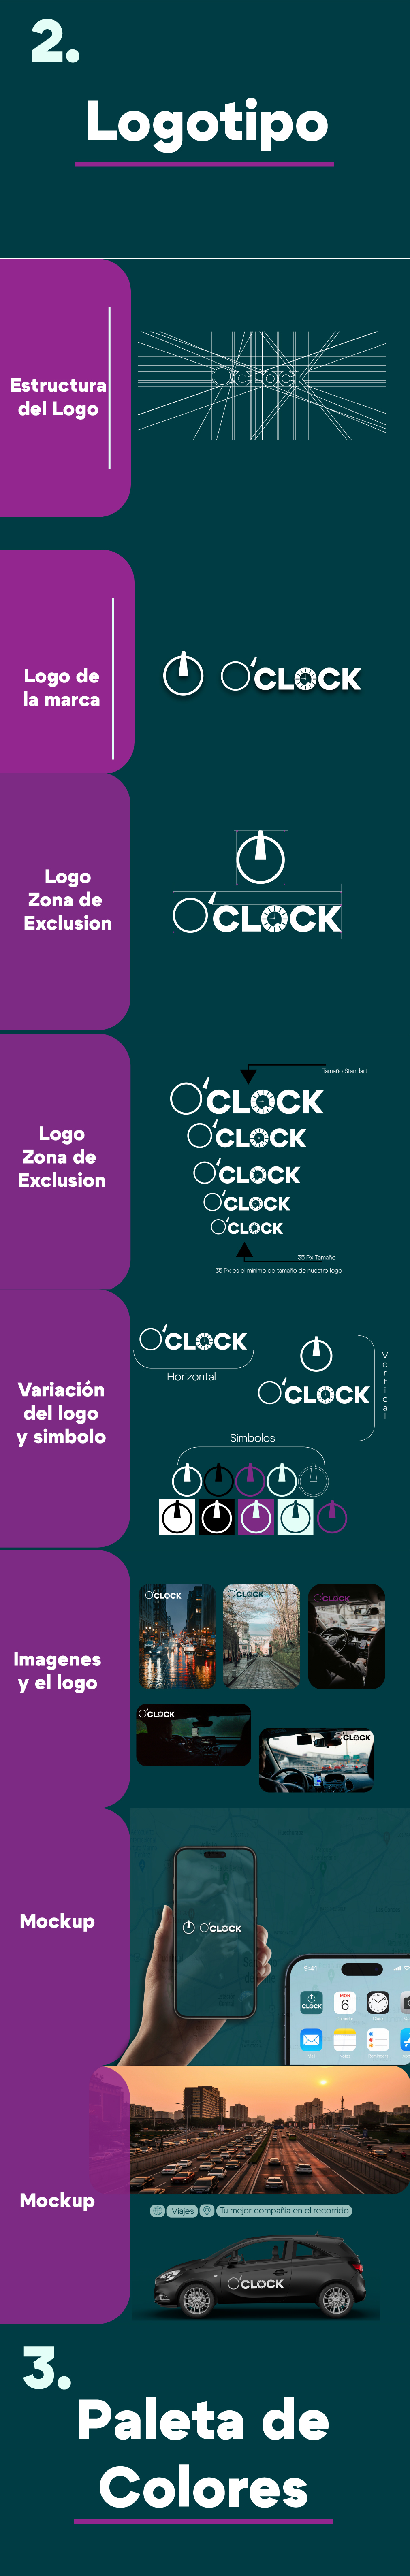 2.
Logotipo
Estructura
del Logo
O'CLOCK
Logo de
la marca
O'CLOCK
Logo
Zona de
Exclusion
O'CLOCK
Logo
Zona de
Exclusion
Tamaño Standart
O'CLOCK
O'CLOCK
O'CLOCK
O'CLOCK
O'CLOCK
35 Px Tamaño
35 Px es el minimo de tamaño de nuestro logo
Variación
del logo
y simbolo
O'CLOCK
Horizontal
O'CLOCK
Vertical
Simbolos
Imagenes
y el logo
O'CLOCK
O'CLOCK
O'CLOCK
O'CLOCK
O'CLOCK
Mockup
O'CLOCK
9:41
CLOCK
MON
6
Mockup
Viajes
Tu mejor compañia en el recorrido
O'CLOCK
3.
Paleta de
Colores